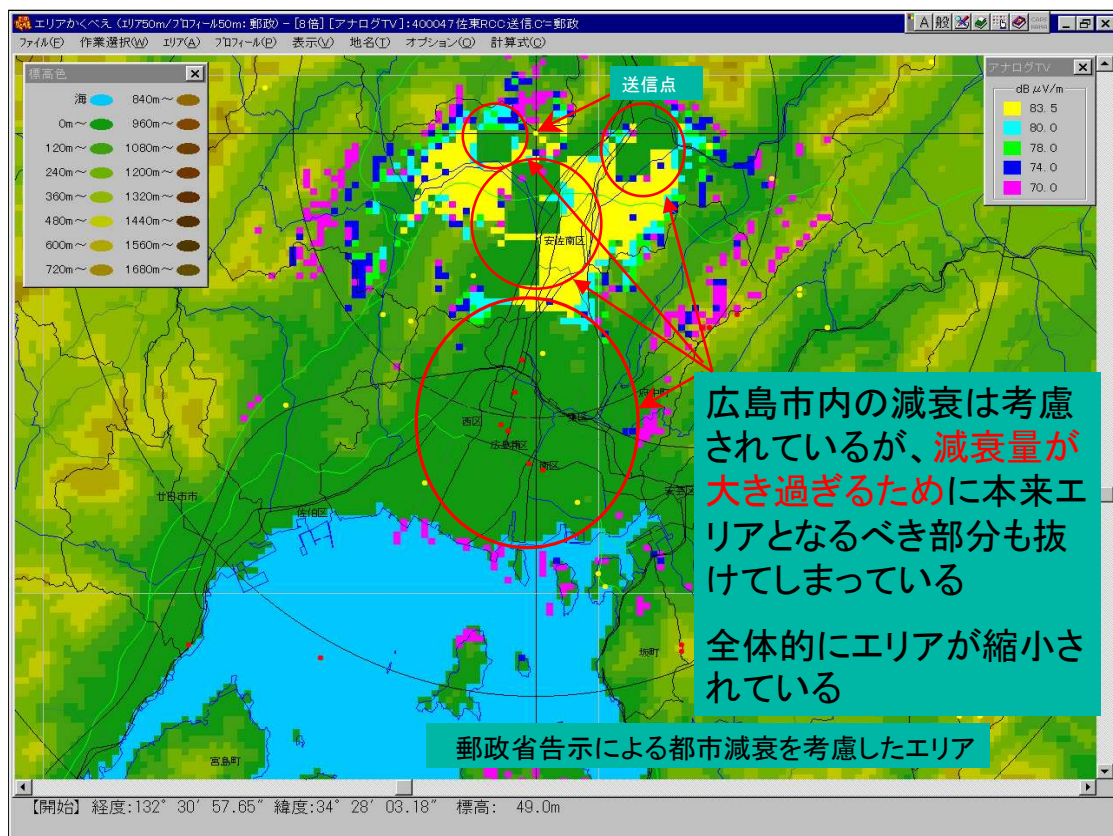 エリアかくべえ (エリア50m/プロフィール50m: 郵政) - [8倍] [アナログTV]:400047佐東RCC送信C'=郵政
A 般
CAPS
KANA
ファイル(F) 作業選択(W) エリア(A) プロフィール(P) 表示(V) 地名(T) オプション(O) 計算式(C)
標高色
海 840m～
0m～ 960m～
120m～ 1080m～
240m～ 1200m～
360m～ 1320m～
480m～ 1440m～
600m～ 1560m～
720m～ 1680m～
送信点
アナログTV
dBμV/m
83.5
80.0
78.0
74.0
70.0
安佐南区
府中町
西区
東区
広島市
南区
安芸区
廿日市市
佐伯区
坂町
宮島町
広島市内の減衰は考慮
されているが、減衰量が
大き過ぎるために本来エ
リアとなるべき部分も抜
けてしまっている
全体的にエリアが縮小さ
れている
郵政省告示による都市減衰を考慮したエリア
【開始】 経度:132° 30′ 57.65″ 緯度:34° 28′ 03.18″ 標高: 49.0m